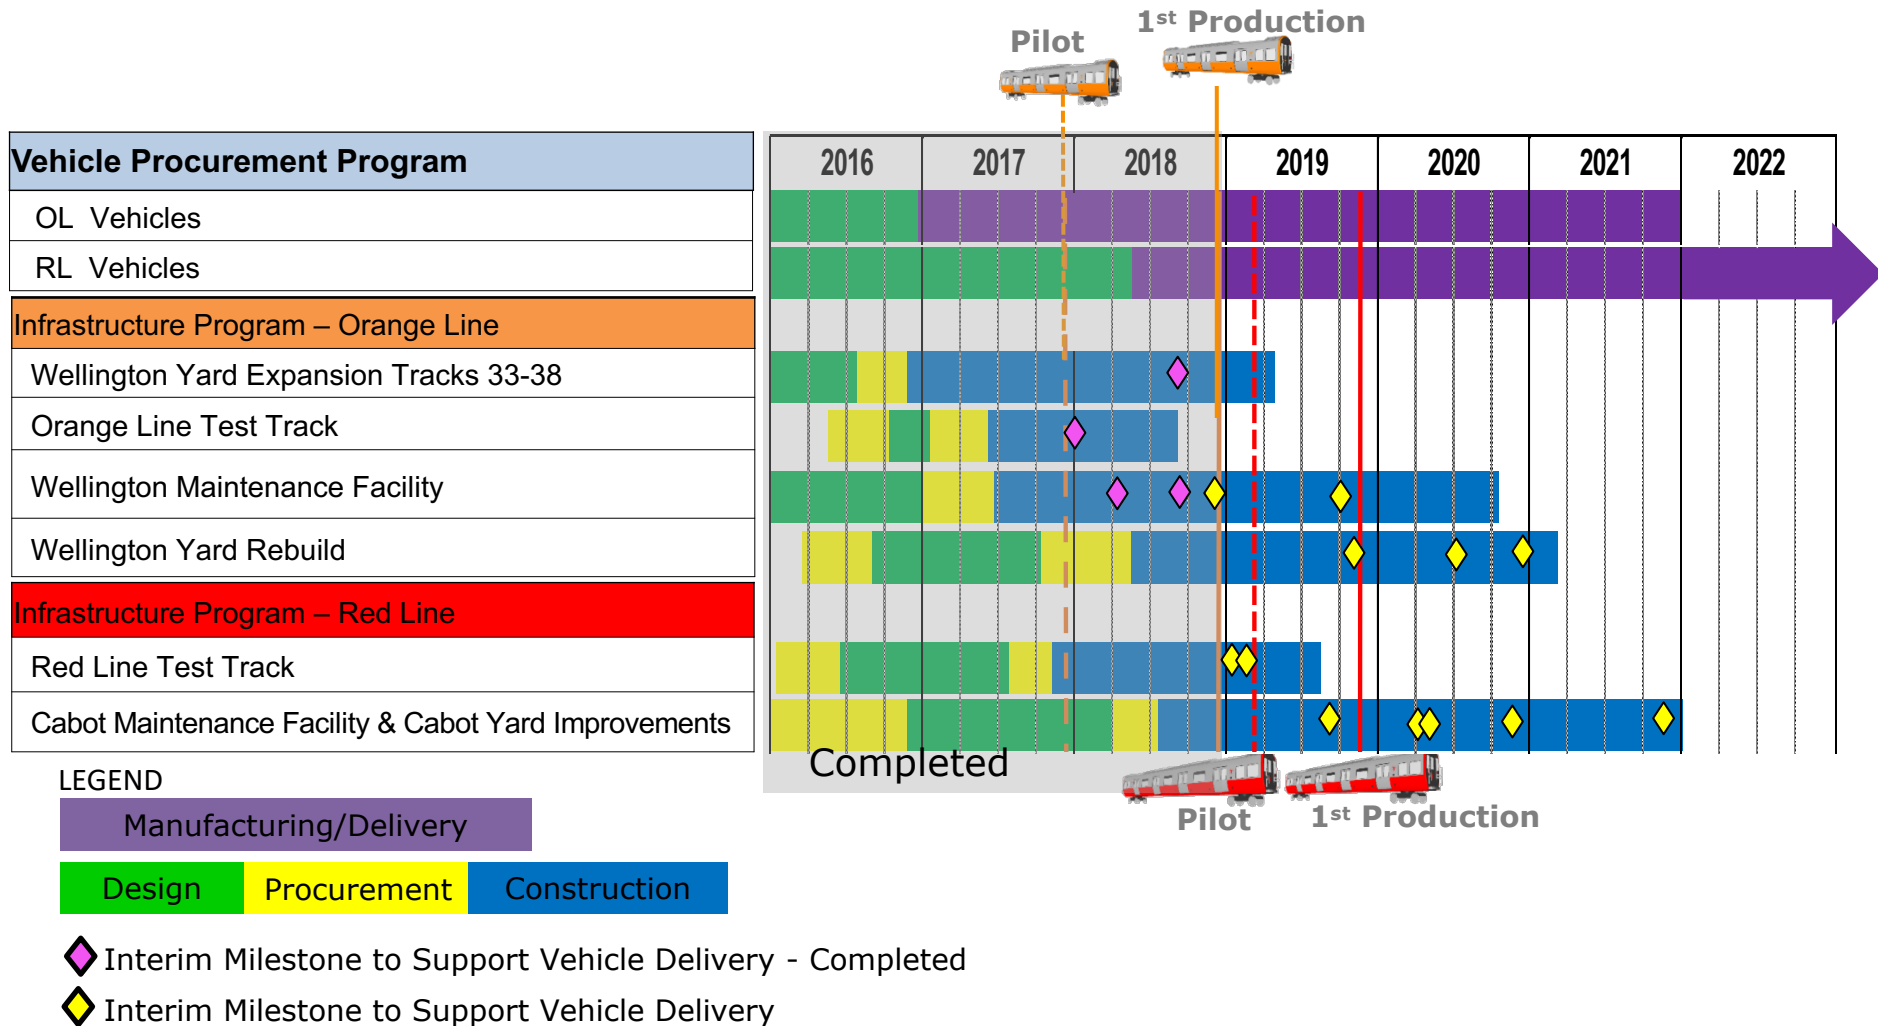 1st Production
Pilot
Vehicle Procurement Program
2016 2017 2018 2019 2020 2021 2022
OL Vehicles
RL Vehicles
Infrastructure Program – Orange Line
Wellington Yard Expansion Tracks 33-38
Orange Line Test Track
Wellington Maintenance Facility
Wellington Yard Rebuild
Infrastructure Program – Red Line
Red Line Test Track
Cabot Maintenance Facility & Cabot Yard Improvements
Completed
Pilot
1st Production
LEGEND
Manufacturing/Delivery
Design Procurement Construction
Interim Milestone to Support Vehicle Delivery - Completed
Interim Milestone to Support Vehicle Delivery